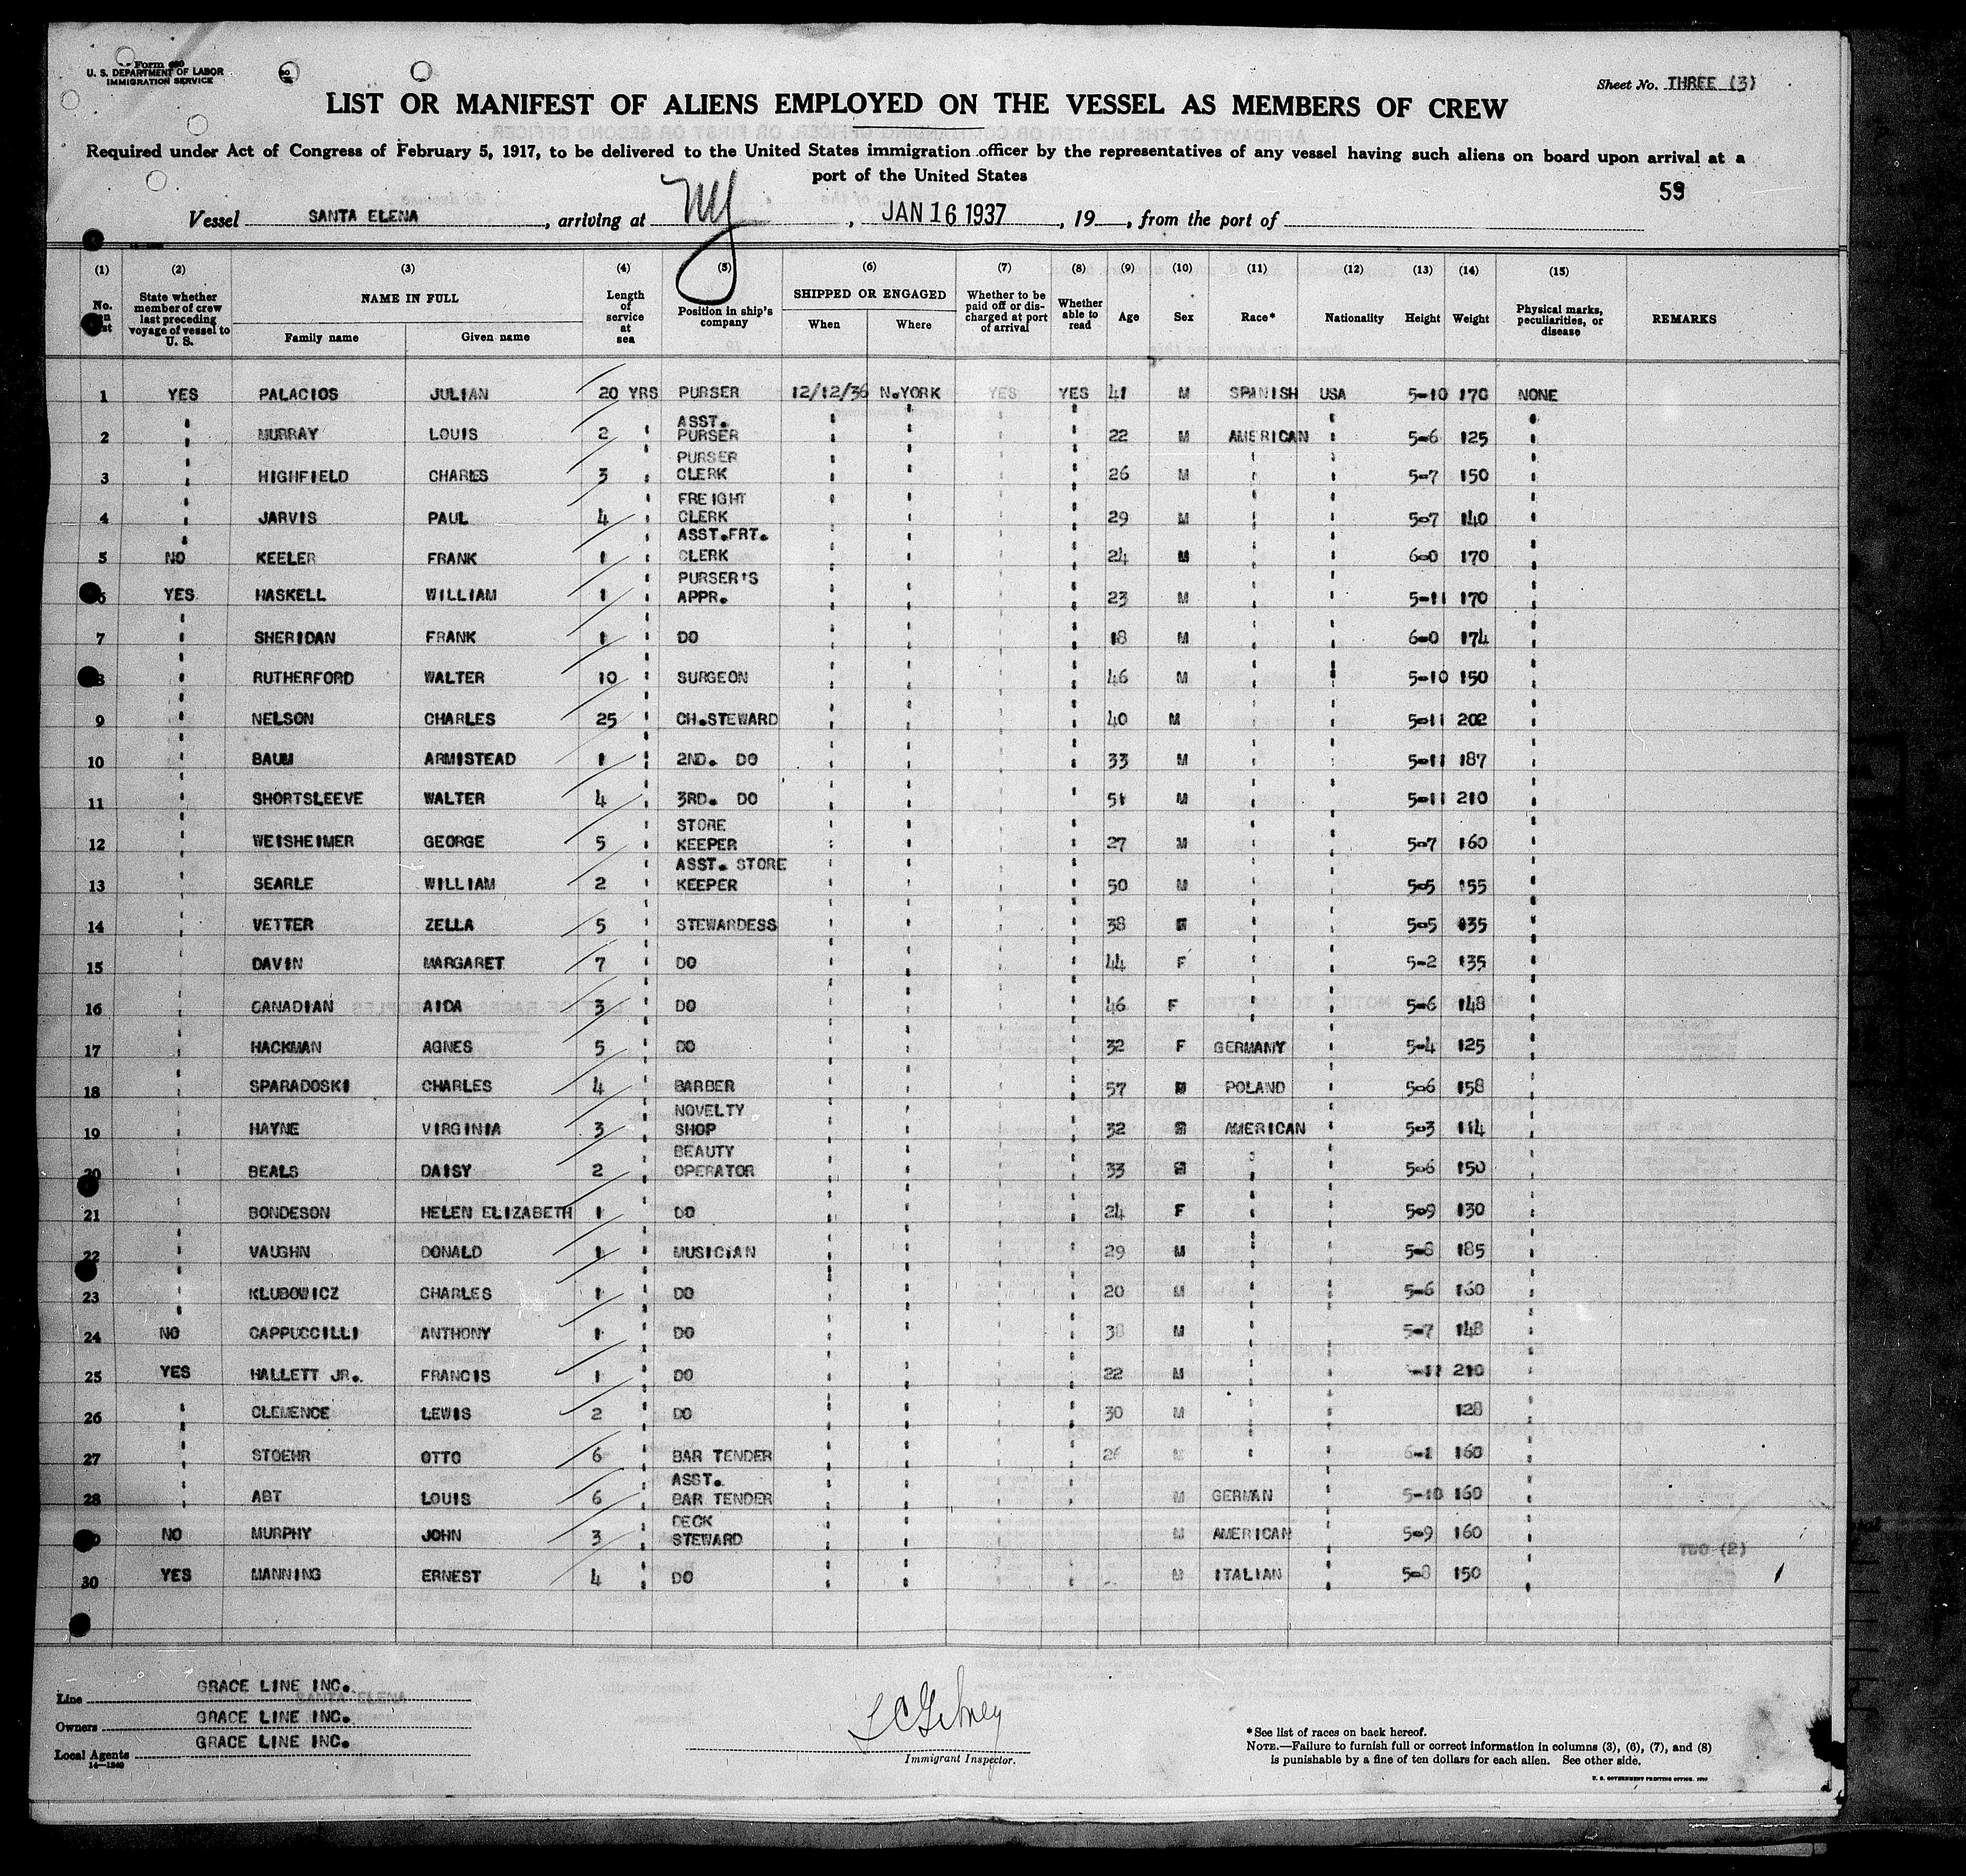 Form 680
U. S. DEPARTMENT OF LABOR
IMMIGRATION SERVICE
Sheet No. THREE (3)
LIST OR MANIFEST OF ALIENS EMPLOYED ON THE VESSEL AS MEMBERS OF CREW
Required under Act of Congress of February 5, 1917, to be delivered to the United States immigration officer by the representatives of any vessel having such aliens on board upon arrival at a
port of the United States
59
Vessel SANTA ELENA, arriving at NY, JAN 16 1937, 19, from the port of
(1) (2) (3) (4) (5) (6) (7) (8) (9) (10) (11) (12) (13) (14) (15)
No. on list State whether member of crew last preceding voyage of vessel to U. S. NAME IN FULL Family name Given name Length of service at sea Position in ship's company SHIPPED OR ENGAGED When Where Whether to be paid off or discharged at port of arrival Whether able to read Age Sex Race* Nationality Height Weight Physical marks, peculiarities, or disease REMARKS
1 YES PALACIOS JULIAN 20 YRS PURSER 12/12/36 N.YORK YES YES 41 M SPANISH USA 5-10 170 NONE
2 " MURRAY LOUIS 2 " ASST. PURSER " " " " 22 M AMERICAN " 5-6 125 "
3 " HIGHFIELD CHARLES 3 " PURSER CLERK " " " " 26 M " " 5-7 150 "
4 " JARVIS PAUL 4 " FREIGHT CLERK " " " " 29 M " " 5-7 140 "
5 NO KEELER FRANK 1 " ASST.FRT. CLERK " " " " 24 M " " 6-0 170 "
6 YES HASKELL WILLIAM 1 " PURSER'S APPR. " " " " 23 M " " 5-11 170 "
7 " SHERIDAN FRANK 1 " DO " " " " 18 M " " 6-0 174 "
8 " RUTHERFORD WALTER 10 " SURGEON " " " " 46 M " " 5-10 150 "
9 " NELSON CHARLES 25 " CH.STEWARD " " " " 40 M " " 5-11 202 "
10 " BAUM ARMISTEAD 1 " 2ND. DO " " " " 33 M " " 5-11 187 "
11 " SHORTSLEEVE WALTER 4 " 3RD. DO " " " " 51 M " " 5-11 210 "
12 " WEISHEIMER GEORGE 5 " STORE KEEPER " " " " 27 M " " 5-7 160 "
13 " SEARLE WILLIAM 2 " ASST. STORE KEEPER " " " " 50 M " " 5-5 155 "
14 " VETTER ZELLA 5 " STEWARDESS " " " " 38 F " " 5-5 135 "
15 " DAVIN MARGARET 7 " DO " " " " 44 F " " 5-2 135 "
16 " CANADIAN AIDA 3 " DO " " " " 46 F " " 5-6 148 "
17 " HACKMAN AGNES 5 " DO " " " " 32 F GERMANY " 5-4 125 "
18 " SPARADOSKI CHARLES 4 " BARBER " " " " 57 M POLAND " 5-6 158 "
19 " HAYNE VIRGINIA 3 " NOVELTY SHOP " " " " 32 F AMERICAN " 5-3 114 "
20 " BEALS DAISY 2 " BEAUTY OPERATOR " " " " 33 F " " 5-6 150 "
21 " BONDESON HELEN ELIZABETH 1 " DO " " " " 24 F " " 5-9 130 "
22 " VAUGHN DONALD 1 " MUSICIAN " " " " 29 M " " 5-8 185 "
23 " KLUBOWICZ CHARLES 1 " DO " " " " 20 M " " 5-6 160 "
24 NO CAPPUCCILLI ANTHONY 1 " DO " " " " 38 M " " 5-7 148 "
25 YES HALLETT JR. FRANCIS 1 " DO " " " " 22 M " " -11 210 "
26 " CLEMENCE LEWIS 2 " DO " " " " 30 M " " 128 "
27 " STOEHR OTTO 6 " BAR TENDER " " " " 26 M " " 6-1 160 "
28 " ABT LOUIS 6 " ASST. BAR TENDER " " " " M GERMAN " 5-10 160 "
29 NO MURPHY JOHN 3 " DECK STEWARD " " " " M AMERICAN " 5-9 160 "
30 YES MANNING ERNEST 4 " DO " " " " M ITALIAN " 5-8 150 "
TWO (2)
Line GRACE LINE INC.
SANTA ELENA
Owners GRACE LINE INC.
Local Agents GRACE LINE INC.
14—1240
Immigrant Inspector.
*See list of races on back hereof.
NOTE.—Failure to furnish full or correct information in columns (3), (6), (7), and (8)
is punishable by a fine of ten dollars for each alien. See other side.
U. S. GOVERNMENT PRINTING OFFICE